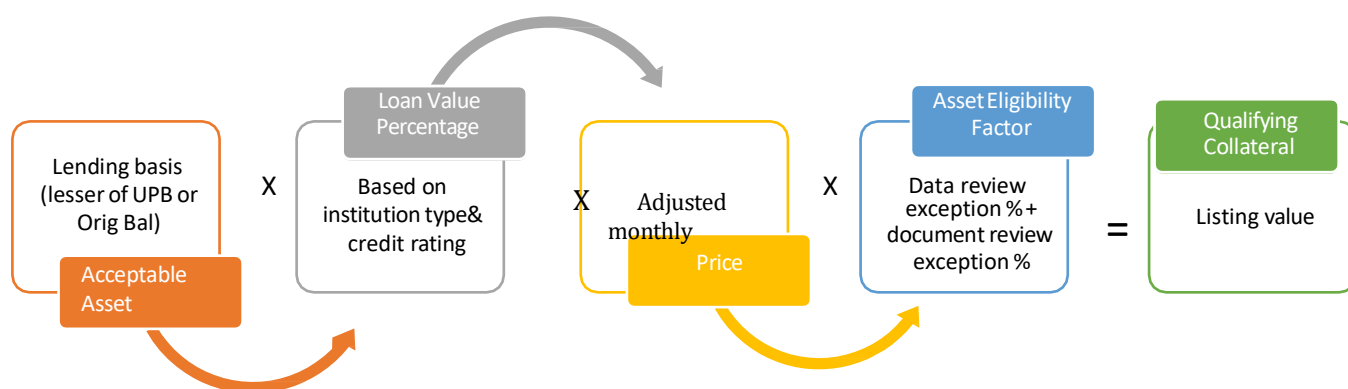 Lending basis
(lesser of UPB or
Orig Bal)
Acceptable
Asset
X
Loan Value
Percentage
Based on
institution type&
credit rating
X Adjusted
monthly
Price
X
Asset Eligibility
Factor
Data review
exception %+
document review
exception %
=
Qualifying
Collateral
Listing value